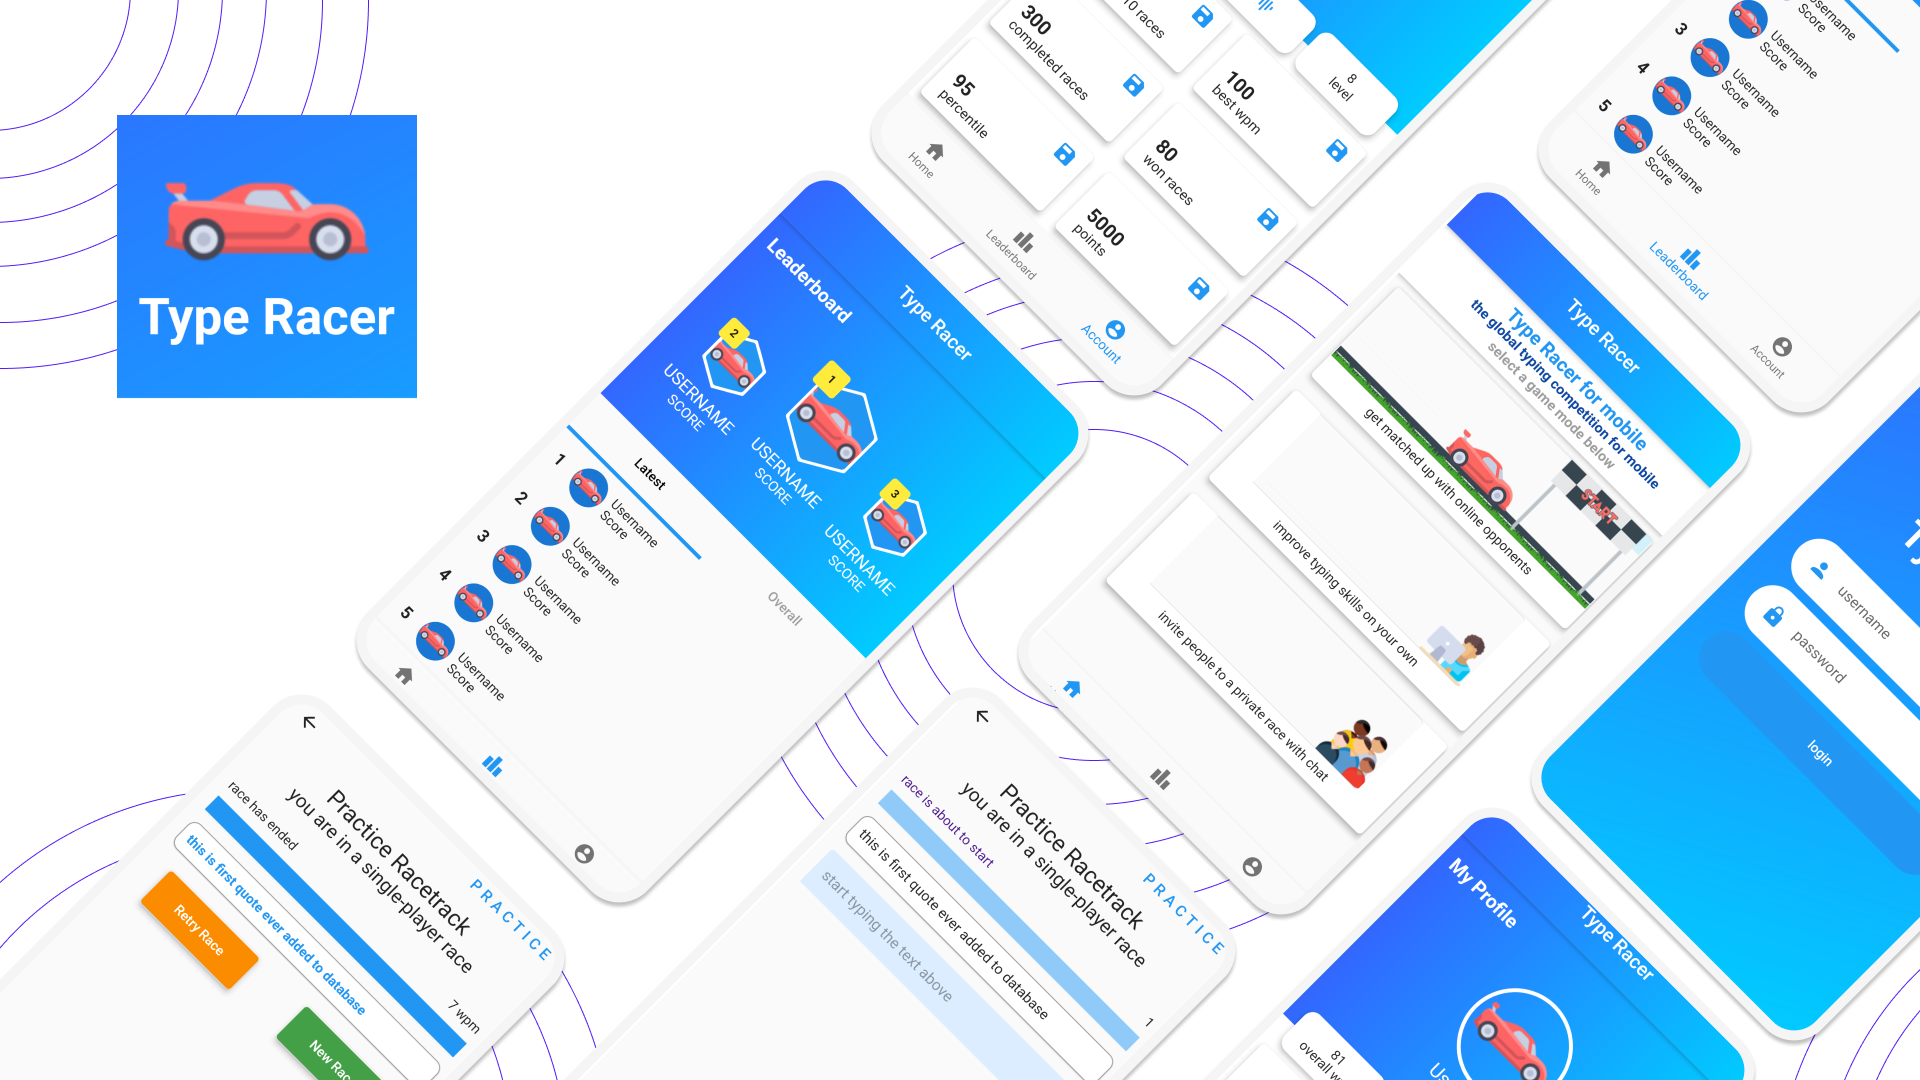 Type Racer
300
completed races
10 races
95
percentile
100
best wpm
8
level
80
won races
5000
points
Home
Leaderboard
Account
Username
Score
3
Username
Score
4
Username
Score
5
Username
Score
Home
Leaderboard
Account
Type Racer
Leaderboard
2
USERNAME
SCORE
1
USERNAME
SCORE
3
USERNAME
SCORE
Latest
Overall
1
Username
Score
2
Username
Score
3
Username
Score
4
Username
Score
5
Username
Score
Type Racer
Type Racer for mobile
the global typing competition for mobile
select a game mode below
START
get matched up with online opponents
improve typing skills on your own
invite people to a private race with chat
username
password
login
PRACTICE
Practice Racetrack
you are in a single-player race
race has ended
7 wpm
this is first quote ever added to database
Retry Race
New Rac
PRACTICE
Practice Racetrack
you are in a single-player race
race is about to start
1
this is first quote ever added to database
start typing the text above
Type Racer
My Profile
81
overall w